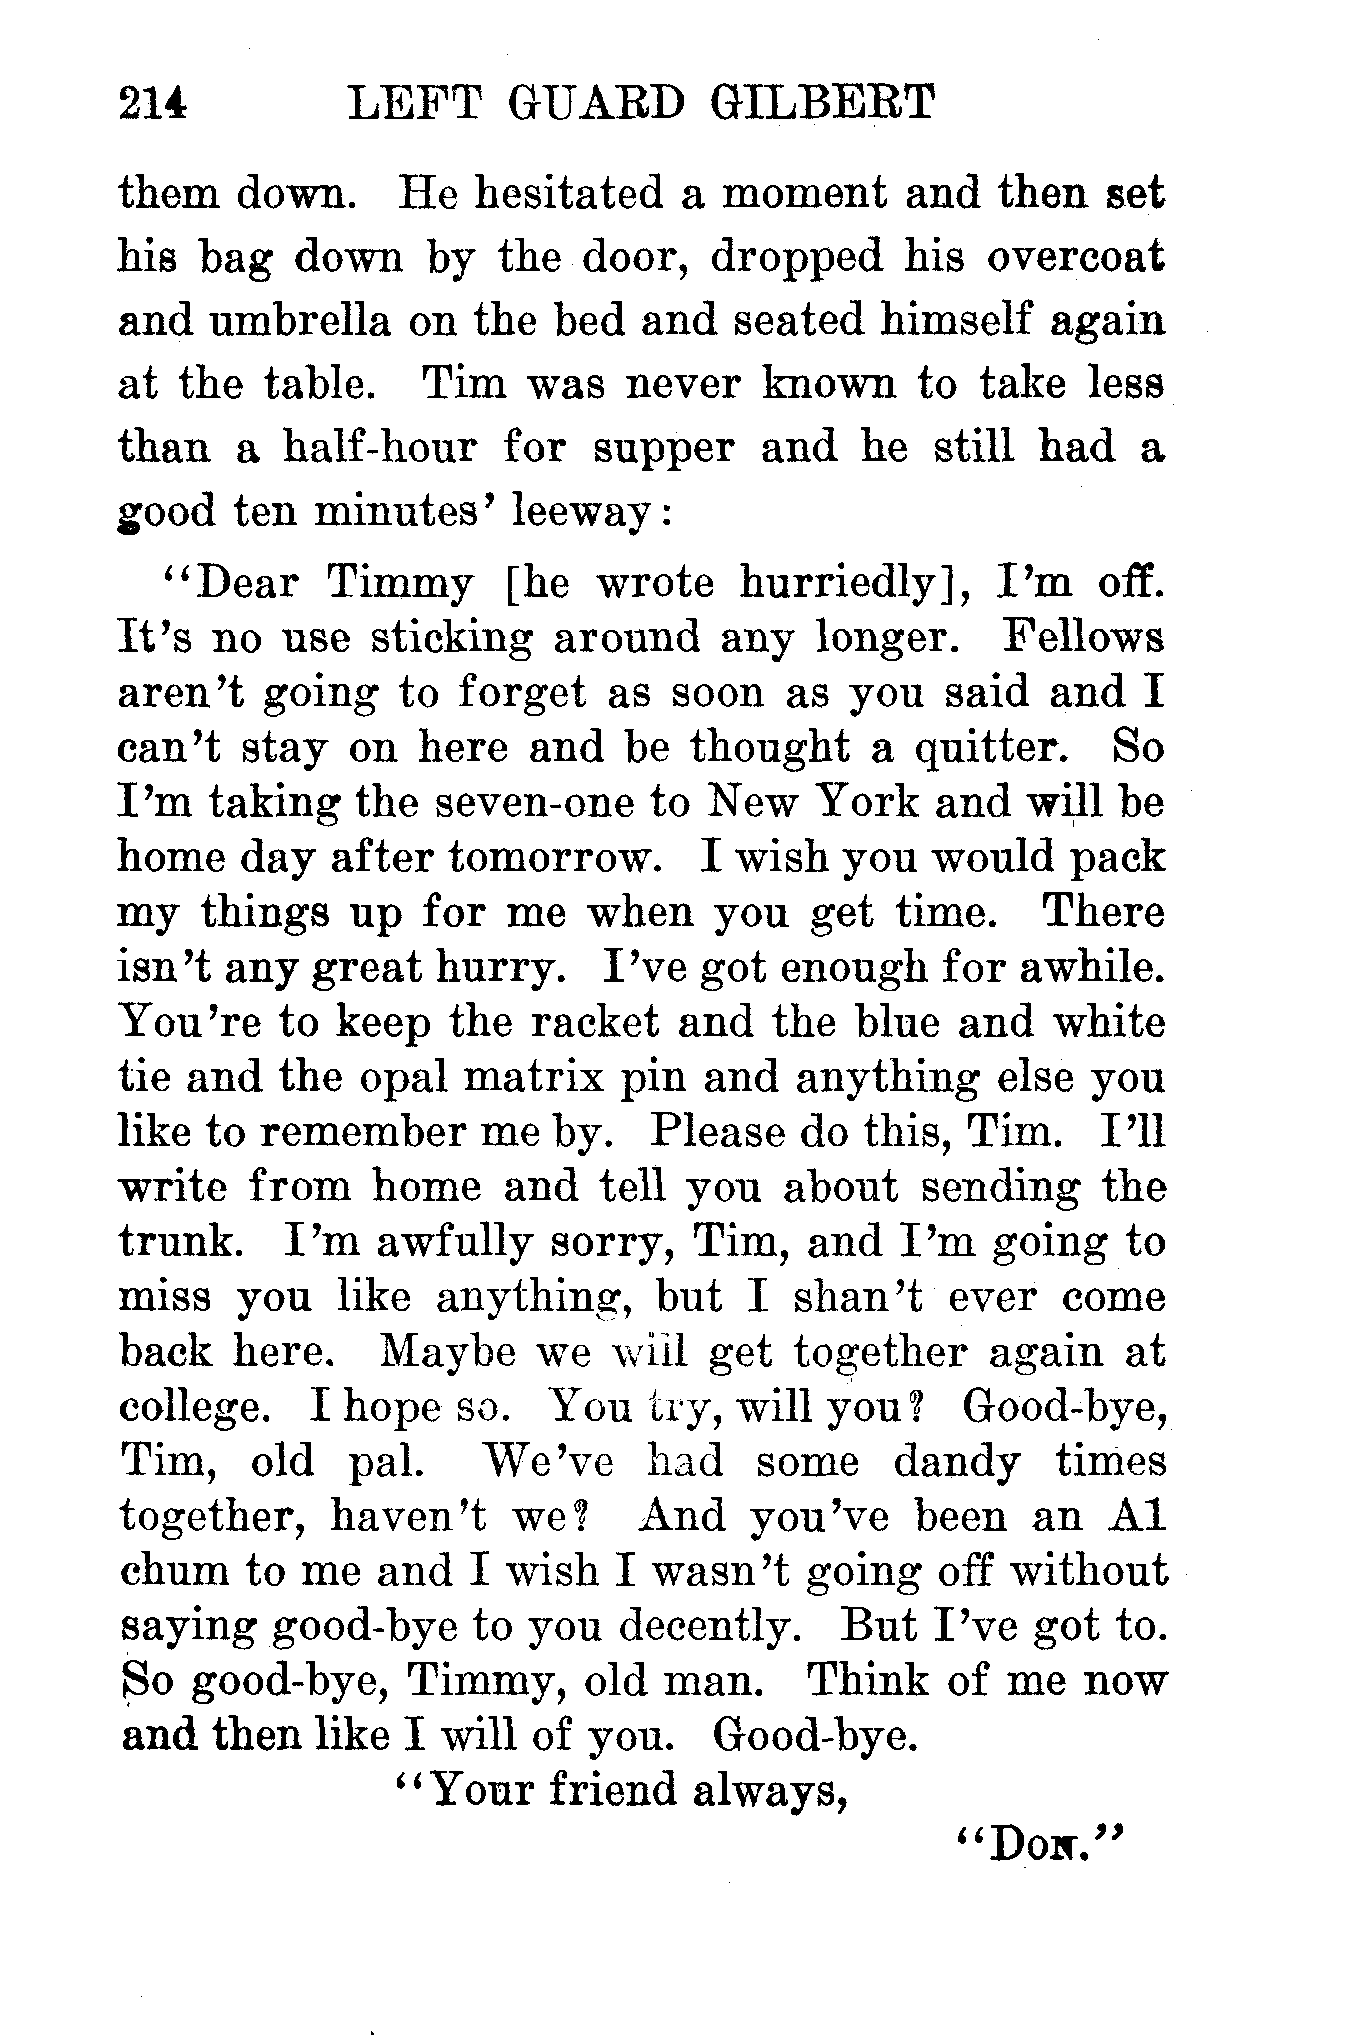 214 LEFT GUARD GILBERT
them down. He hesitated a moment and then set
his bag down by the door, dropped his overcoat
and umbrella on the bed and seated himself again
at the table. Tim was never known to take less
than a half-hour for supper and he still had a
good ten minutes' leeway:
"Dear Timmy [he wrote hurriedly], I'm off.
It's no use sticking around any longer. Fellows
aren't going to forget as soon as you said and I
can't stay on here and be thought a quitter. So
I'm taking the seven-one to New York and will be
home day after tomorrow. I wish you would pack
my things up for me when you get time. There
isn't any great hurry. I've got enough for awhile.
You're to keep the racket and the blue and white
tie and the opal matrix pin and anything else you
like to remember me by. Please do this, Tim. I'll
write from home and tell you about sending the
trunk. I'm awfully sorry, Tim, and I'm going to
miss you like anything, but I shan't ever come
back here. Maybe we will get together again at
college. I hope so. You try, will you? Good-bye,
Tim, old pal. We've had some dandy times
together, haven't we? And you've been an A1
chum to me and I wish I wasn't going off without
saying good-bye to you decently. But I've got to.
So good-bye, Timmy, old man. Think of me now
and then like I will of you. Good-bye.
"Your friend always,
"DON."